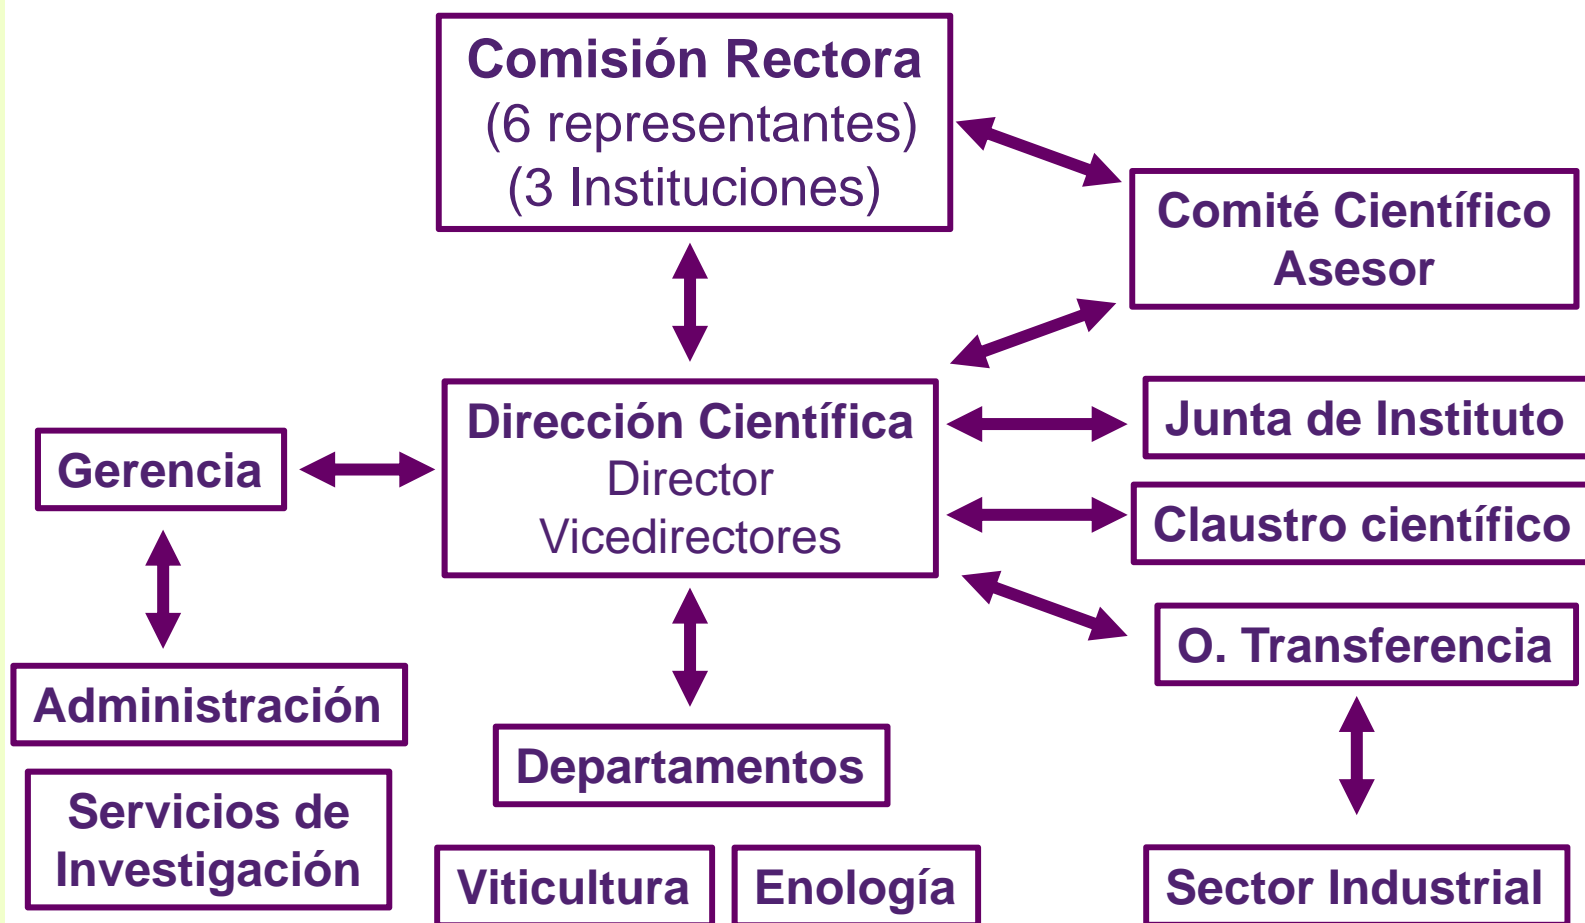 Comisión Rectora
(6 representantes)
(3 Instituciones)
Comité Científico
Asesor
Dirección Científica
Director
Vicedirectores
Junta de Instituto
Gerencia
Claustro científico
O. Transferencia
Administración
Departamentos
Servicios de
Investigación
Viticultura
Enología
Sector Industrial